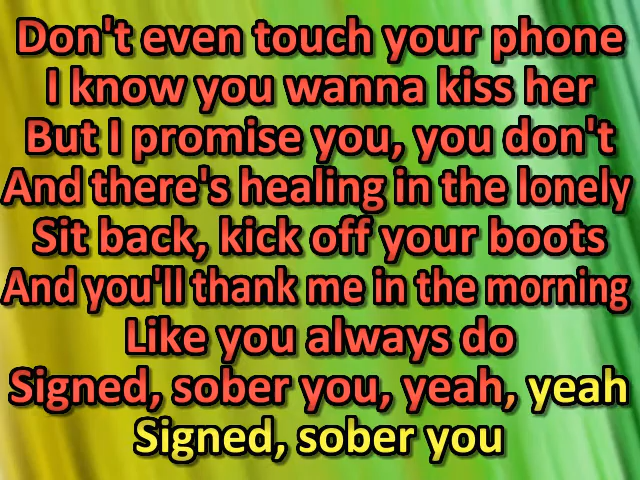 Don't even touch your phone
I know you wanna kiss her
But I promise you, you don't
And there's healing in the lonely
Sit back, kick off your boots
And you'll thank me in the morning
Like you always do
Signed, sober you, yeah, yeah
Signed, sober you